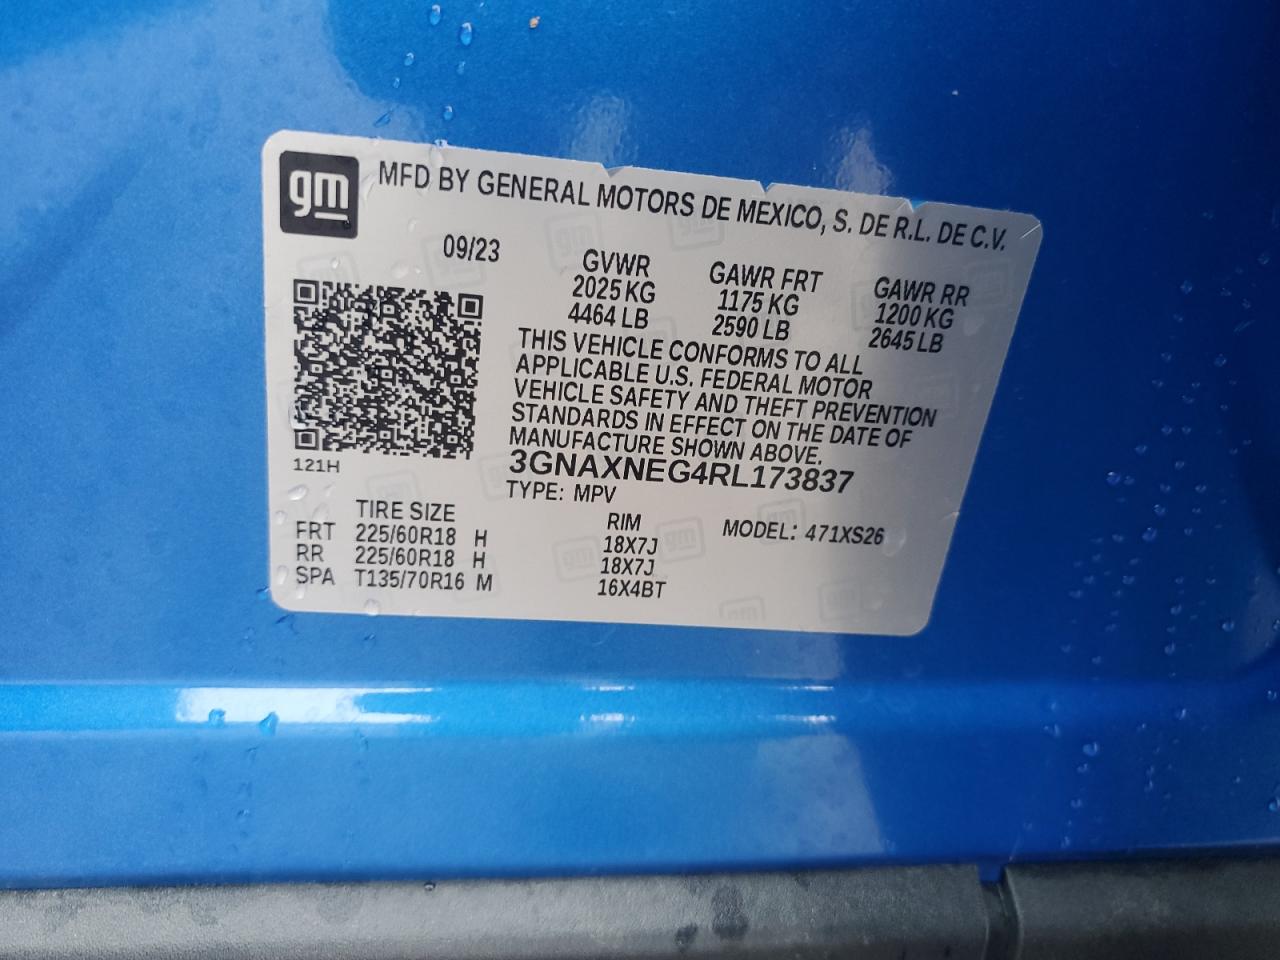 gm
MFD BY GENERAL MOTORS DE MEXICO, S. DE R.L. DE C.V.
09/23
GVWR GAWR FRT GAWR RR
2025 KG 1175 KG 1200 KG
4464 LB 2590 LB 2645 LB
THIS VEHICLE CONFORMS TO ALL
APPLICABLE U.S. FEDERAL MOTOR
VEHICLE SAFETY AND THEFT PREVENTION
STANDARDS IN EFFECT ON THE DATE OF
MANUFACTURE SHOWN ABOVE.
121H
3GNAXNEG4RL173837
TYPE: MPV
TIRE SIZE RIM MODEL: 471XS26
FRT 225/60R18 H 18X7J
RR 225/60R18 H 18X7J
SPA T135/70R16 M 16X4BT